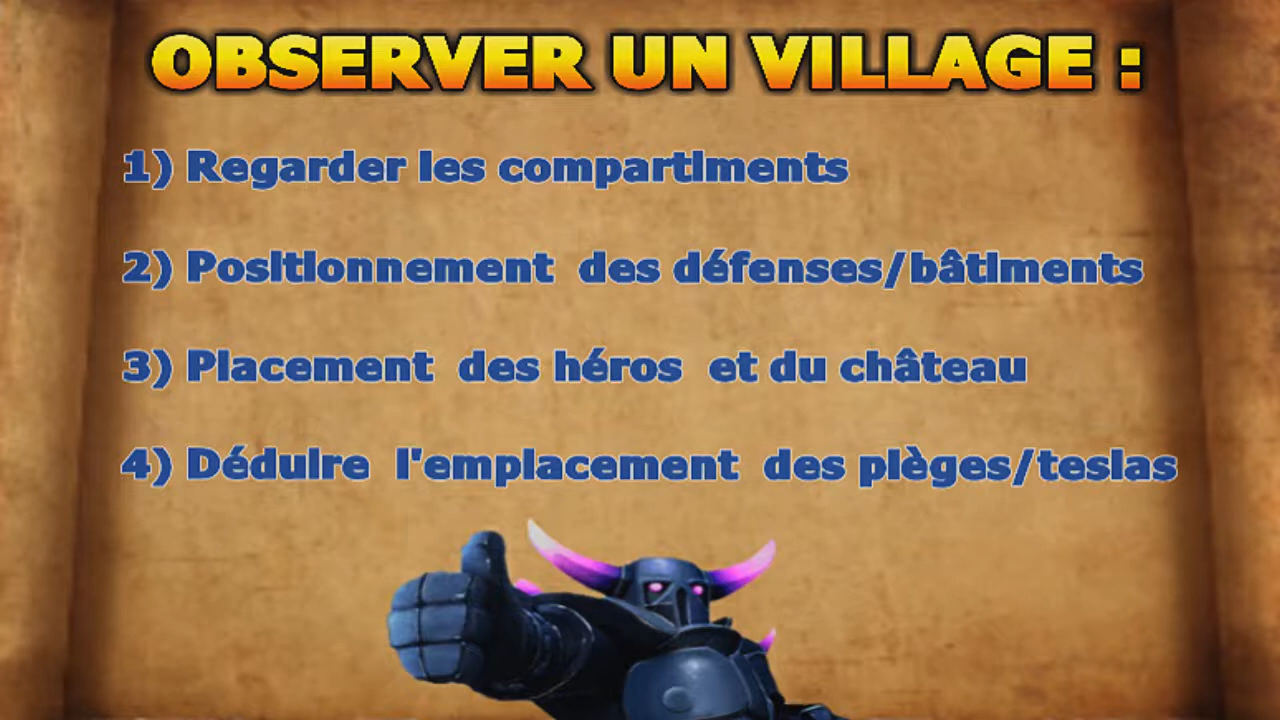 OBSERVER UN VILLAGE :
1) Regarder les compartiments
2) Positionnement des défenses/bâtiments
3) Placement des héros et du château
4) Déduire l'emplacement des pièges/teslas